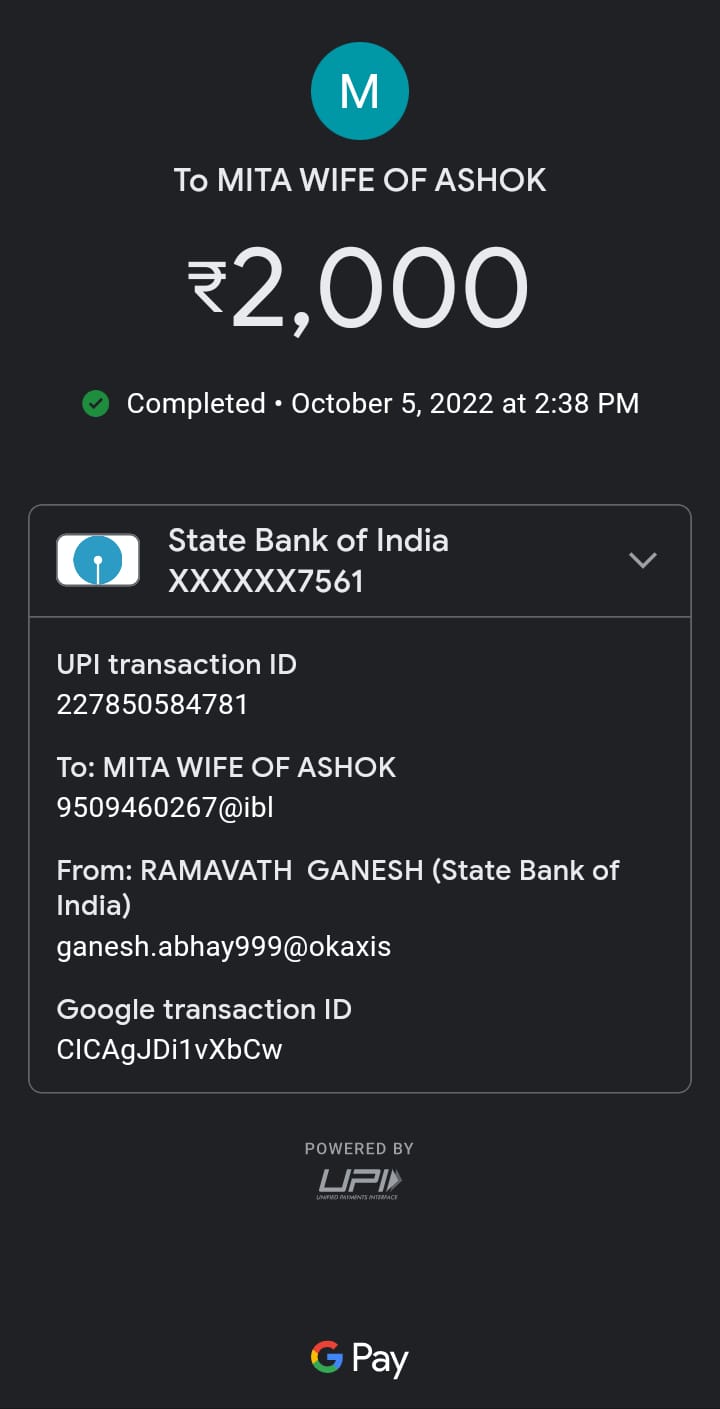 M
To MITA WIFE OF ASHOK
₹2,000
Completed • October 5, 2022 at 2:38 PM
State Bank of India
XXXXXX7561
UPI transaction ID
227850584781
To: MITA WIFE OF ASHOK
9509460267@ibl
From: RAMAVATH  GANESH (State Bank of
India)
ganesh.abhay999@okaxis
Google transaction ID
CICAgJDi1vXbCw
POWERED BY
UPI
UNIFIED PAYMENTS INTERFACE
G Pay